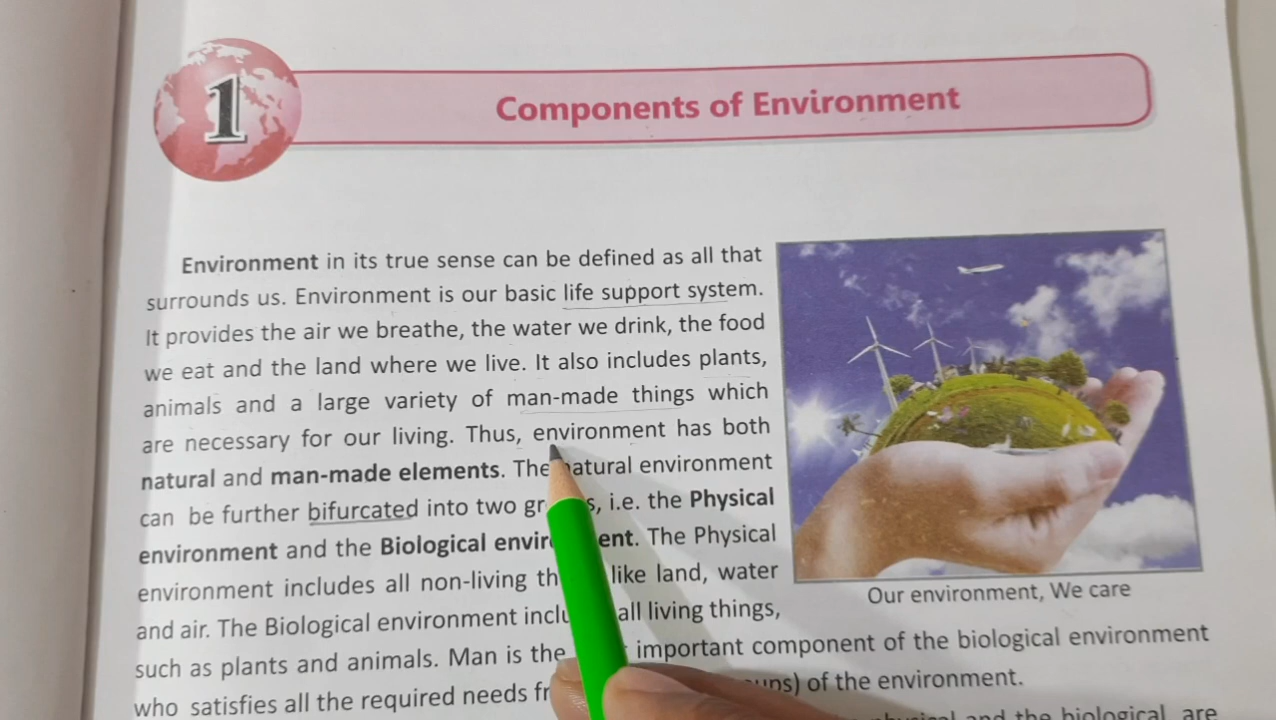 1
Components of Environment
Environment in its true sense can be defined as all that
surrounds us. Environment is our basic life support system.
It provides the air we breathe, the water we drink, the food
we eat and the land where we live. It also includes plants,
animals and a large variety of man-made things which
are necessary for our living. Thus, environment has both
natural and man-made elements. The natural environment
can be further bifurcated into two i.e. the Physical
environment and the Biological The Physical
environment includes all non-living like land, water
and air. The Biological environment all living things,
such as plants and animals. Man is the important component of the biological environment
who satisfies all the required needs of the environment.
and the biological are
Our environment, We care